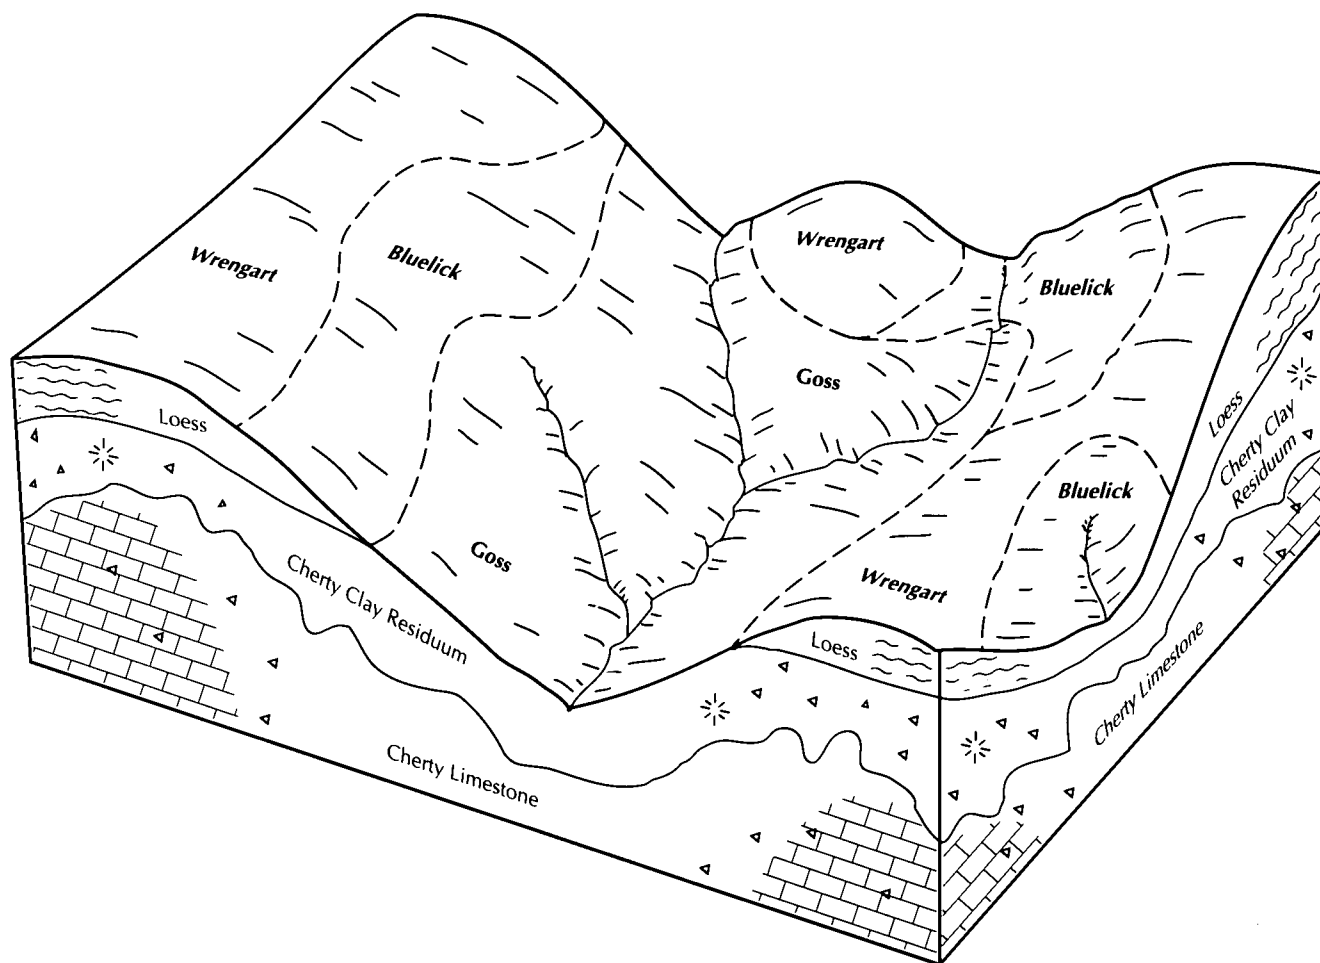 Wrengart
Bluelick
Wrengart
Bluelick
Goss
Loess
Cherty Clay
Residuum
Loess
Goss
Bluelick
Wrengart
Cherty Clay Residuum
Loess
Cherty Limestone
Cherty Limestone